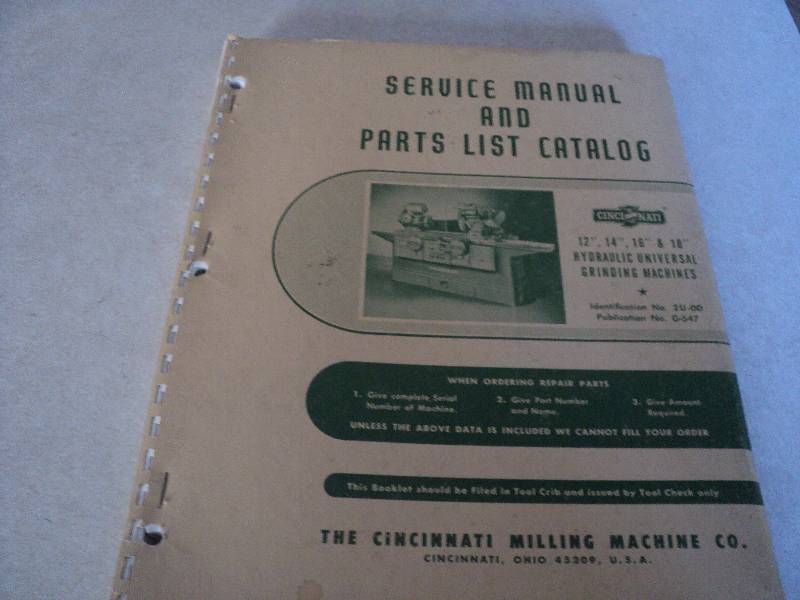 SERVICE MANUAL
AND
PARTS LIST CATALOG
CINCINNATI
12", 14", 16" & 18"
HYDRAULIC UNIVERSAL
GRINDING MACHINES
Identification No. 2U-00
Publication No. G-547
WHEN ORDERING REPAIR PARTS
1. Give complete Serial Number of Machine.
2. Give Part Number and Name.
3. Give Amount Required.
UNLESS THE ABOVE DATA IS INCLUDED WE CANNOT FILL YOUR ORDER
This Booklet should be filed in Tool Crib and issued by Tool Check only
THE CINCINNATI MILLING MACHINE CO.
CINCINNATI, OHIO 45209, U.S.A.